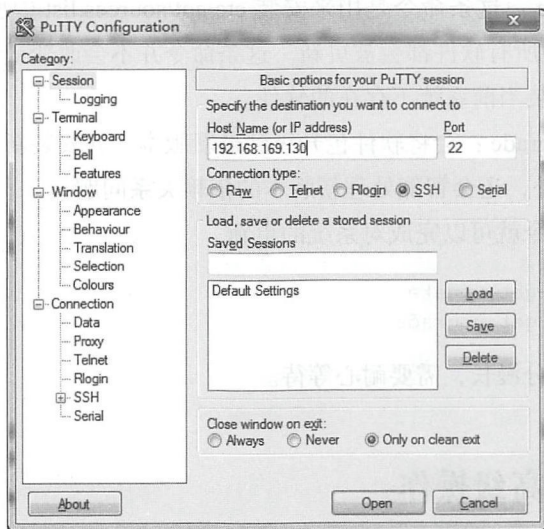 PuTTY Configuration
Category:
Session
Logging
Terminal
Keyboard
Bell
Features
Window
Appearance
Behaviour
Translation
Selection
Colours
Connection
Data
Proxy
Telnet
Rlogin
SSH
Serial
Basic options for your PuTTY session
Specify the destination you want to connect to
Host Name (or IP address) Port
192.168.169.130 22
Connection type:
Raw Telnet Rlogin SSH Serial
Load, save or delete a stored session
Saved Sessions
Default Settings
Load
Save
Delete
Close window on exit:
Always Never Only on clean exit
About Open Cancel